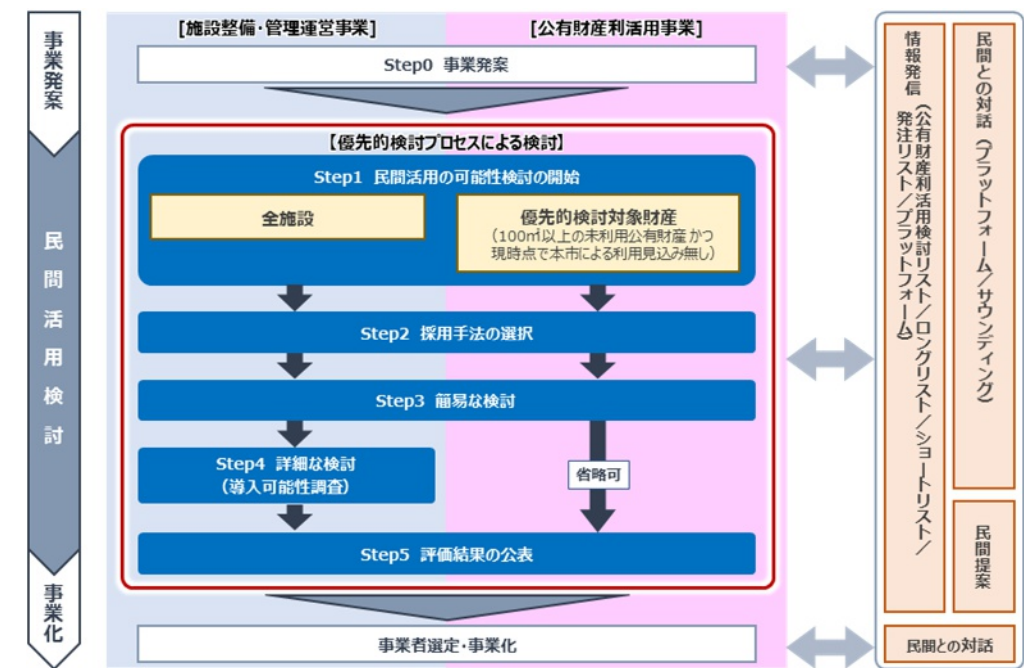 事業発案
民間活用検討
事業化
[施設整備・管理運営事業]
[公有財産利活用事業]
Step0 事業発案
【優先的検討プロセスによる検討】
Step1 民間活用の可能性検討の開始
全施設
優先的検討対象財産
(100㎡以上の未利用公有財産かつ
現時点で本市による利用見込み無し)
Step2 採用手法の選択
Step3 簡易な検討
Step4 詳細な検討
(導入可能性調査)
省略可
Step5 評価結果の公表
事業者選定・事業化
民間との対話(プラットフォーム/サウンディング)
民間提案
情報発信(公有財産利活用検討リスト/ロングリスト/ショートリスト/
発注リスト/プラットフォーム)
民間との対話